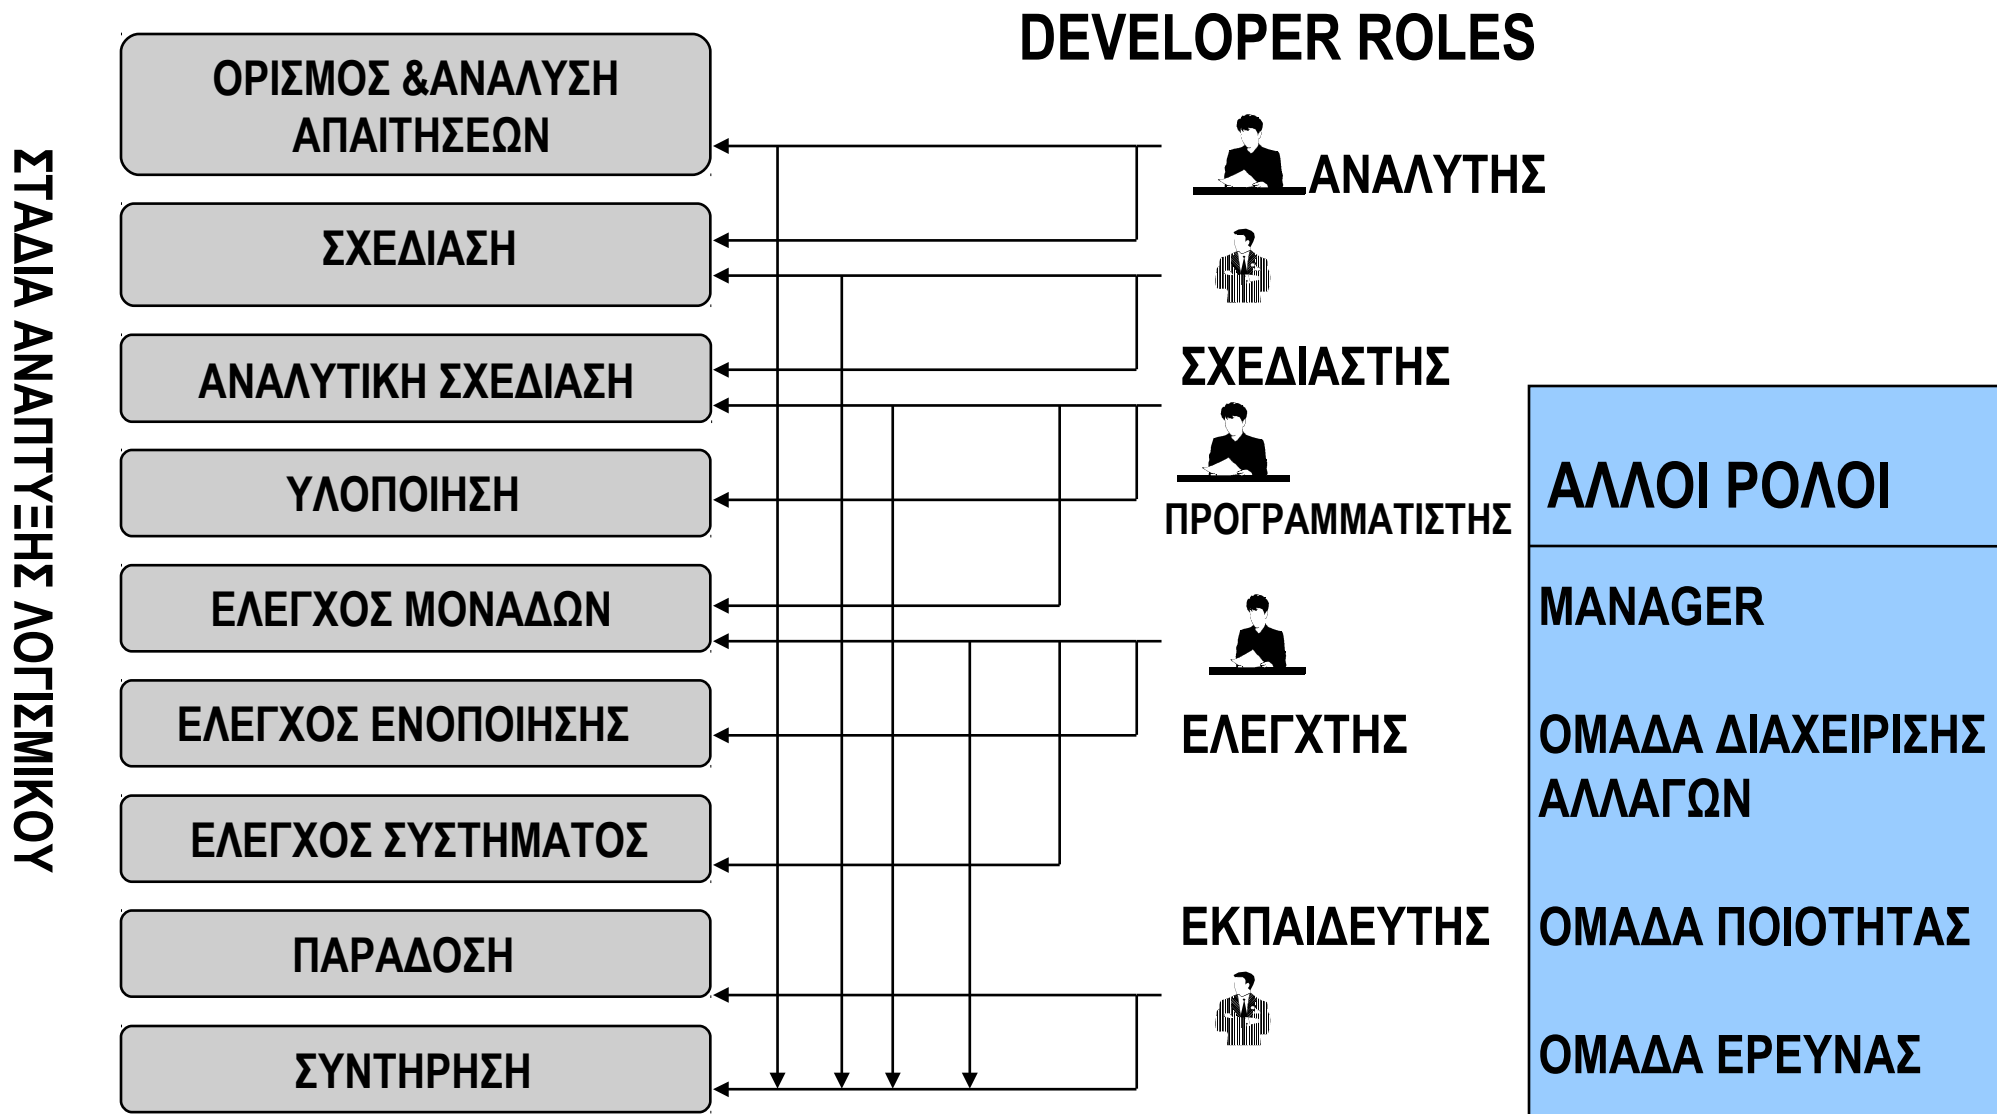 DEVELOPER ROLES
ΣΤΑΔΙΑ ΑΝΑΠΤΥΞΗΣ ΛΟΓΙΣΜΙΚΟΥ
ΟΡΙΣΜΟΣ &ΑΝΑΛΥΣΗ
ΑΠΑΙΤΗΣΕΩΝ
ΣΧΕΔΙΑΣΗ
ΑΝΑΛΥΤΙΚΗ ΣΧΕΔΙΑΣΗ
ΥΛΟΠΟΙΗΣΗ
ΕΛΕΓΧΟΣ ΜΟΝΑΔΩΝ
ΕΛΕΓΧΟΣ ΕΝΟΠΟΙΗΣΗΣ
ΕΛΕΓΧΟΣ ΣΥΣΤΗΜΑΤΟΣ
ΠΑΡΑΔΟΣΗ
ΣΥΝΤΗΡΗΣΗ
ΑΝΑΛΥΤΗΣ
ΣΧΕΔΙΑΣΤΗΣ
ΠΡΟΓΡΑΜΜΑΤΙΣΤΗΣ
ΕΛΕΓΧΤΗΣ
ΕΚΠΑΙΔΕΥΤΗΣ
ΑΛΛΟΙ ΡΟΛΟΙ
MANAGER
ΟΜΑΔΑ ΔΙΑΧΕΙΡΙΣΗΣ
ΑΛΛΑΓΩΝ
ΟΜΑΔΑ ΠΟΙΟΤΗΤΑΣ
ΟΜΑΔΑ ΕΡΕΥΝΑΣ